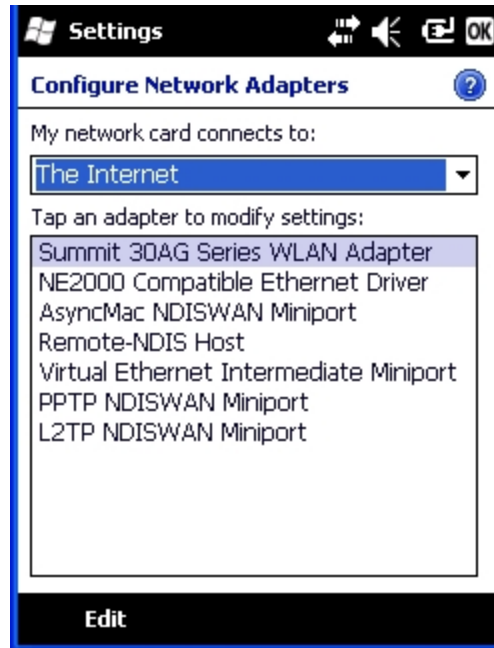 Settings
OK
Configure Network Adapters
?
My network card connects to:
The Internet
Tap an adapter to modify settings:
Summit 30AG Series WLAN Adapter
NE2000 Compatible Ethernet Driver
AsyncMac NDISWAN Miniport
Remote-NDIS Host
Virtual Ethernet Intermediate Miniport
PPTP NDISWAN Miniport
L2TP NDISWAN Miniport
Edit